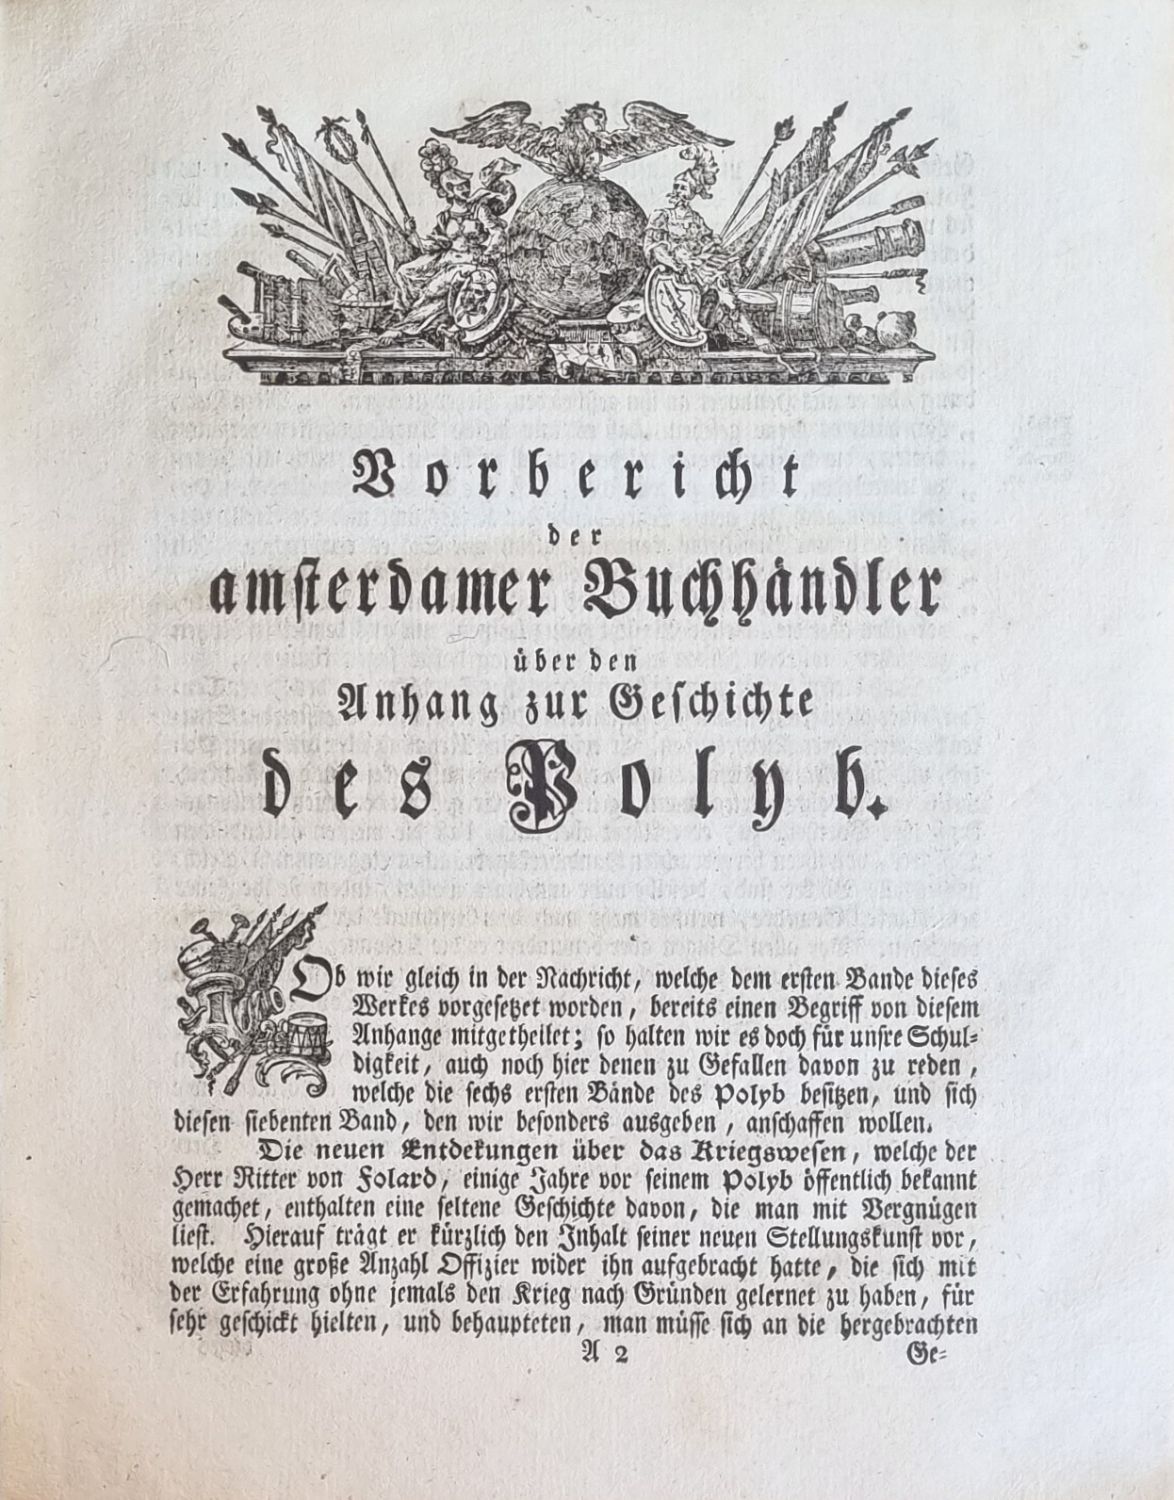 Vorbericht
der
amsterdamer Buchhändler
über den
Anhang zur Geschichte
des Polyb.
Ob wir gleich in der Nachricht, welche dem ersten Bande dieses
Werkes vorgesetzet worden, bereits einen Begriff von diesem
Anhange mitgetheilet; so halten wir es doch für unsre Schul-
digkeit, auch noch hier denen zu Gefallen davon zu reden,
welche die sechs ersten Bände des Polyb besitzen, und sich
diesen siebenten Band, den wir besonders ausgeben, anschaffen wollen.
Die neuen Entdekungen über das Kriegswesen, welche der
Herr Ritter von Folard, einige Jahre vor seinem Polyb öffentlich bekannt
gemachet, enthalten eine seltene Geschichte davon, die man mit Vergnügen
liest. Hierauf trägt er kürzlich den Inhalt seiner neuen Stellungskunst vor,
welche eine große Anzahl Offizier wider ihn aufgebracht hatte, die sich mit
der Erfahrung ohne jemals den Krieg nach Gründen gelernet zu haben, für
sehr geschickt hielten, und behaupteten, man müsse sich an die hergebrachten
A 2 Ge-